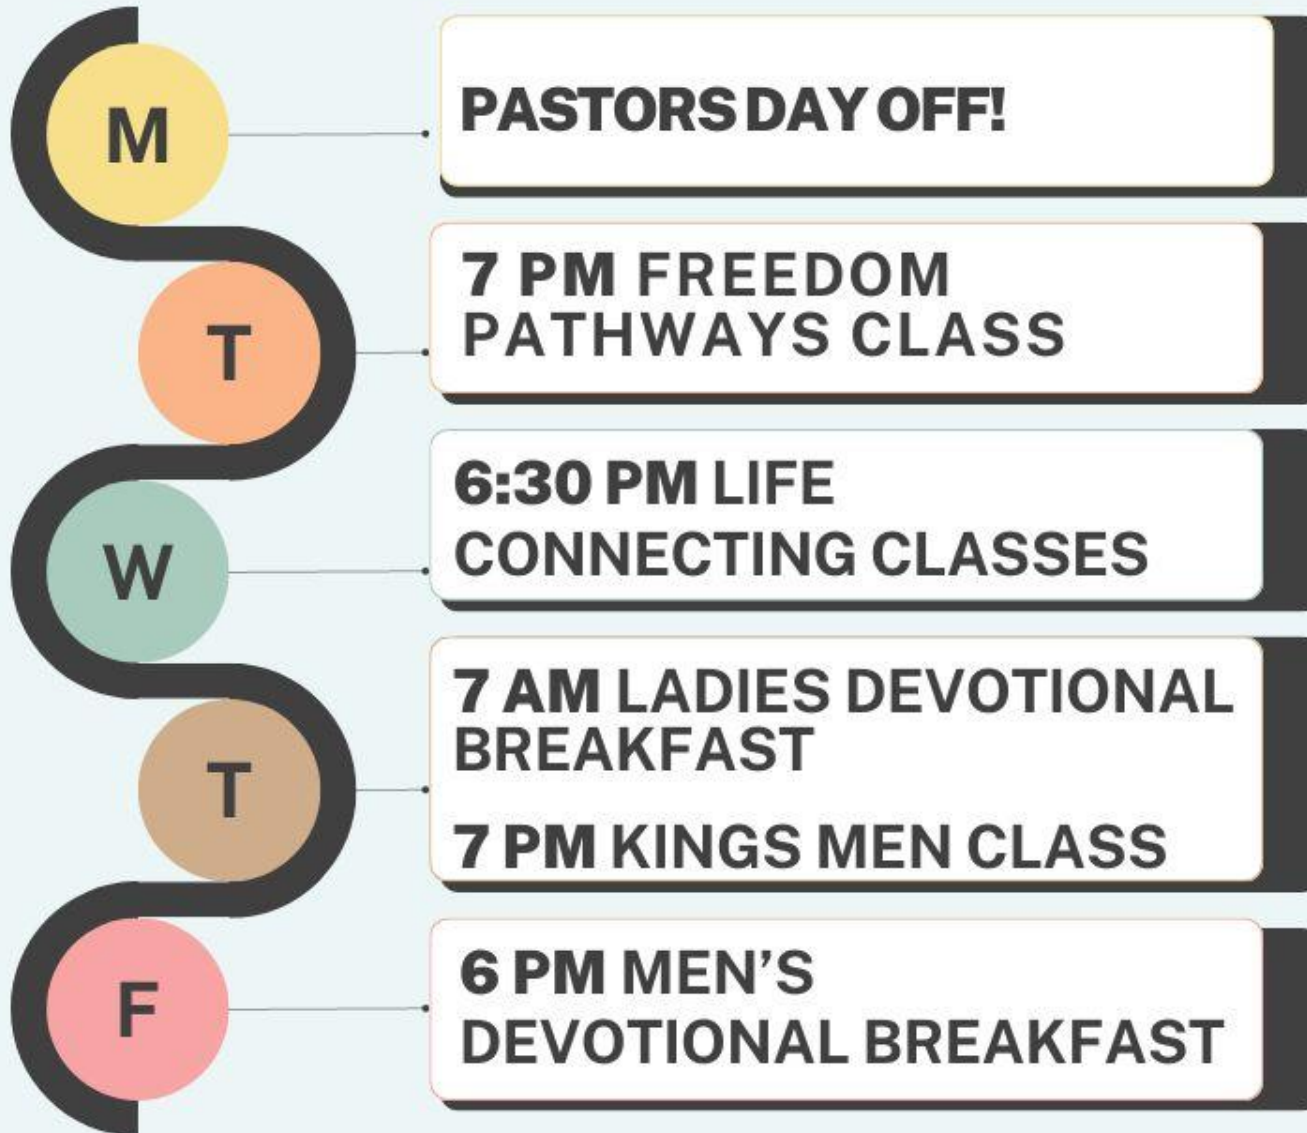 M
PASTORS DAY OFF!
T
7 PM FREEDOM
PATHWAYS CLASS
W
6:30 PM LIFE
CONNECTING CLASSES
T
7 AM LADIES DEVOTIONAL
BREAKFAST
7 PM KINGS MEN CLASS
F
6 PM MEN’S
DEVOTIONAL BREAKFAST